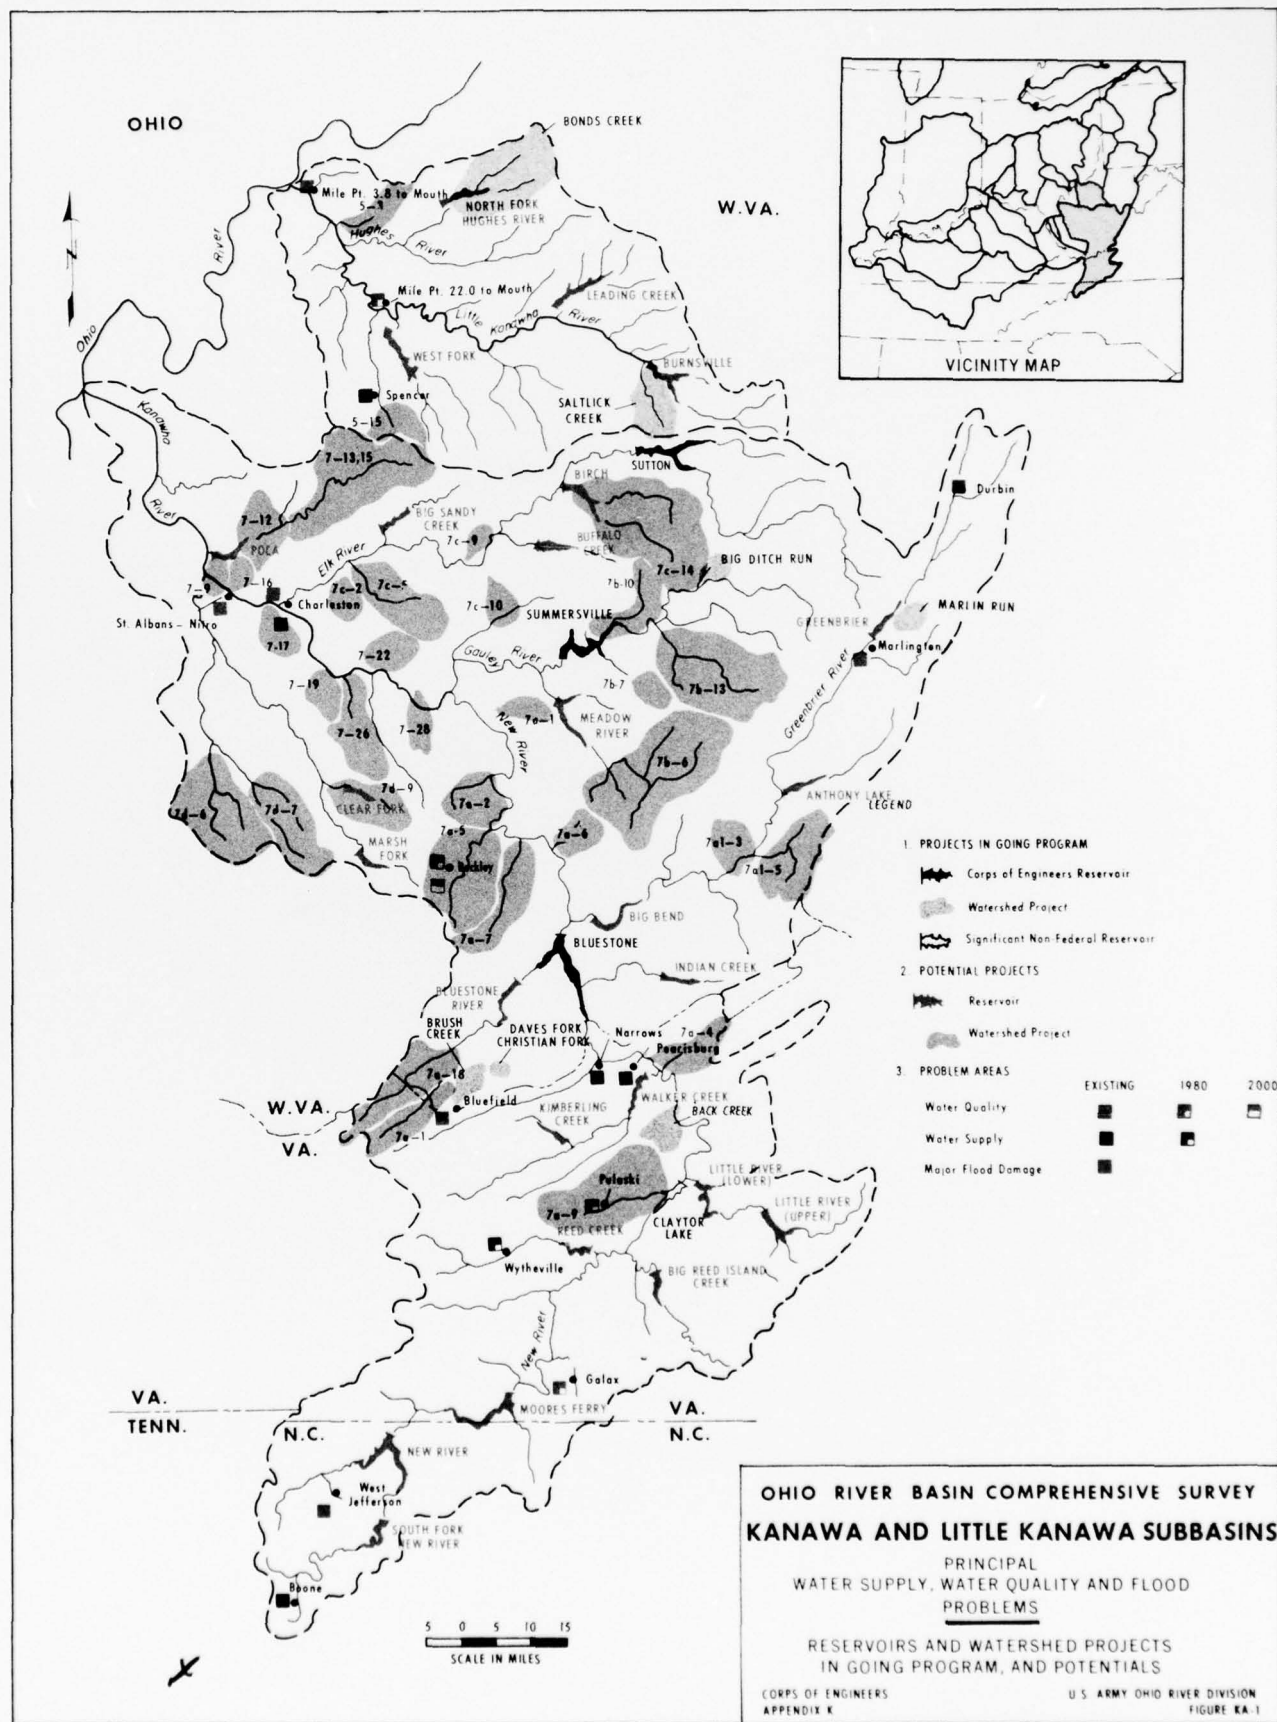 OHIO
BONDS CREEK
Mile Pt. 3.8 to Mouth
NORTH FORK
HUGHES RIVER
W.VA.
Hughes River
Ohio River
N
Mile Pt. 22.0 to Mouth
LEADING CREEK
Little Kanawha River
WEST FORK
BURNSVILLE
Spencer
SALTLICK
CREEK
5-15
Kanawha River
7-13,15
SUTTON
BIRCH
Durbin
7-12
BIG SANDY
CREEK
POCA
7c-9
BUFFALO
CREEK
Elk River
7c-14
BIG DITCH RUN
7-9
7-16
7c-2
7c-5
7b-10
Charleston
7c-10
SUMMERSVILLE
MARLIN RUN
St. Albans - Nitro
GREENBRIER
7-17
Marlington
7-22
Gauley River
7-19
7b-7
7b-13
Greenbrier River
7-26
7-28
7a-1
MEADOW
RIVER
New River
7b-6
7d-9
CLEAR FORK
7d-6
7d-7
7a-2
ANTHONY LAKE
7a-5
7a-6
7a1-3
MARSH
FORK
7a1-5
Beckley
BIG BEND
7a-7
BLUESTONE
INDIAN CREEK
BLUESTONE
RIVER
BRUSH
CREEK
DAVES FORK
CHRISTIAN FORK
Narrows
7a-4
Pearisburg
7a-16
Bluefield
WALKER CREEK
W.VA.
VA.
KIMBERLING
CREEK
BACK CREEK
7a-1
Pulaski
LITTLE RIVER
(LOWER)
7a-9
REED CREEK
CLAYTOR
LAKE
LITTLE RIVER
(UPPER)
Wytheville
BIG REED ISLAND
CREEK
New River
Galax
MOORES FERRY
VA.
TENN.
N.C.
VA.
N.C.
NEW RIVER
West
Jefferson
SOUTH FORK
NEW RIVER
Boone
5 0 5 10 15
SCALE IN MILES
VICINITY MAP
LEGEND
1. PROJECTS IN GOING PROGRAM
Corps of Engineers Reservoir
Watershed Project
Significant Non-Federal Reservoir
2. POTENTIAL PROJECTS
Reservoir
Watershed Project
3. PROBLEM AREAS
EXISTING 1980 2000
Water Quality
Water Supply
Major Flood Damage
OHIO RIVER BASIN COMPREHENSIVE SURVEY
KANAWA AND LITTLE KANAWA SUBBASINS
PRINCIPAL
WATER SUPPLY, WATER QUALITY AND FLOOD
PROBLEMS
RESERVOIRS AND WATERSHED PROJECTS
IN GOING PROGRAM, AND POTENTIALS
CORPS OF ENGINEERS U.S. ARMY OHIO RIVER DIVISION
APPENDIX K FIGURE KA-1